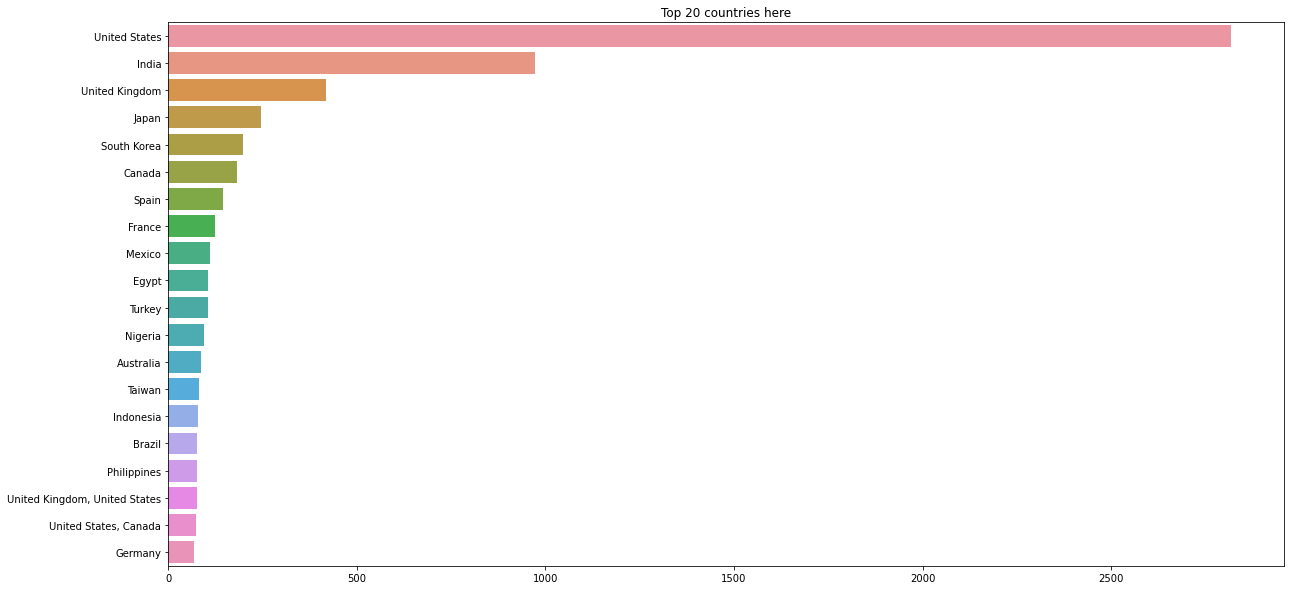 Top 20 countries here
United States
India
United Kingdom
Japan
South Korea
Canada
Spain
France
Mexico
Egypt
Turkey
Nigeria
Australia
Taiwan
Indonesia
Brazil
Philippines
United Kingdom, United States
United States, Canada
Germany
0 500 1000 1500 2000 2500